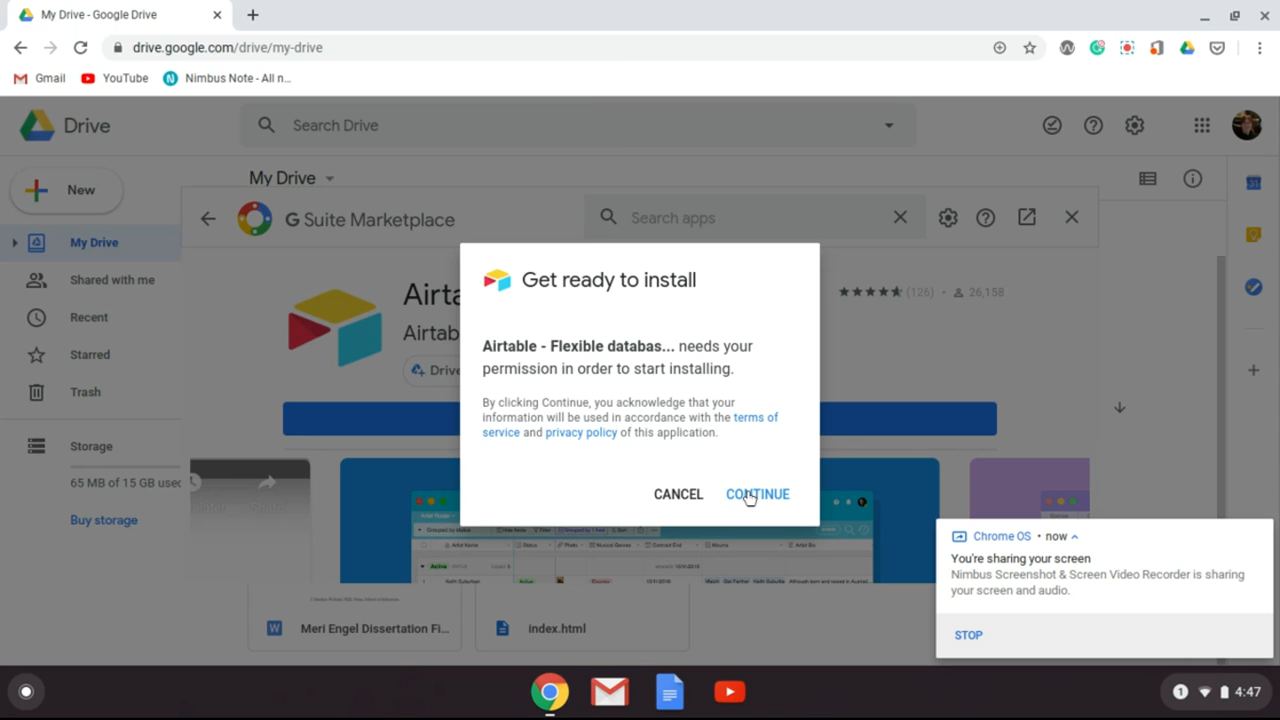 My Drive - Google Drive
drive.google.com/drive/my-drive
Gmail
YouTube
Nimbus Note - All n...
Drive
Search Drive
New
My Drive
My Drive
G Suite Marketplace
Search apps
Shared with me
Recent
Starred
Trash
Storage
65 MB of 15 GB used
Buy storage
Airta
Airtab
Drive
(126)
26,158
Get ready to install
Airtable - Flexible databas... needs your
permission in order to start installing.
By clicking Continue, you acknowledge that your
information will be used in accordance with the terms of
service and privacy policy of this application.
CANCEL
CONTINUE
Meri Engel Dissertation Fi...
index.html
Chrome OS • now
You're sharing your screen
Nimbus Screenshot & Screen Video Recorder is sharing
your screen and audio.
STOP
1
4:47